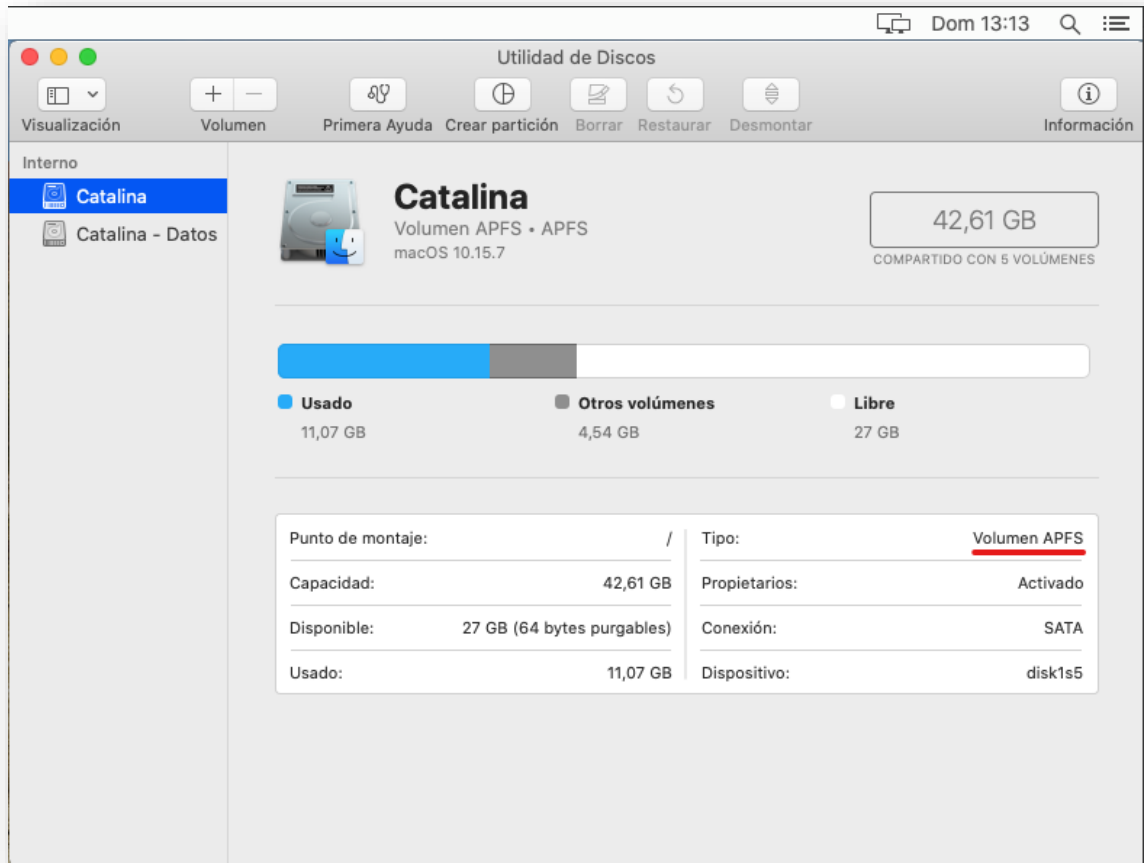 Dom 13:13
Utilidad de Discos
Visualización
Volumen
Primera Ayuda
Crear partición
Borrar
Restaurar
Desmontar
Información
Interno
Catalina
Catalina - Datos
Catalina
Volumen APFS • APFS
macOS 10.15.7
42,61 GB
COMPARTIDO CON 5 VOLÚMENES
Usado
11,07 GB
Otros volúmenes
4,54 GB
Libre
27 GB
Punto de montaje: /
Capacidad: 42,61 GB
Disponible: 27 GB (64 bytes purgables)
Usado: 11,07 GB
Tipo: Volumen APFS
Propietarios: Activado
Conexión: SATA
Dispositivo: disk1s5